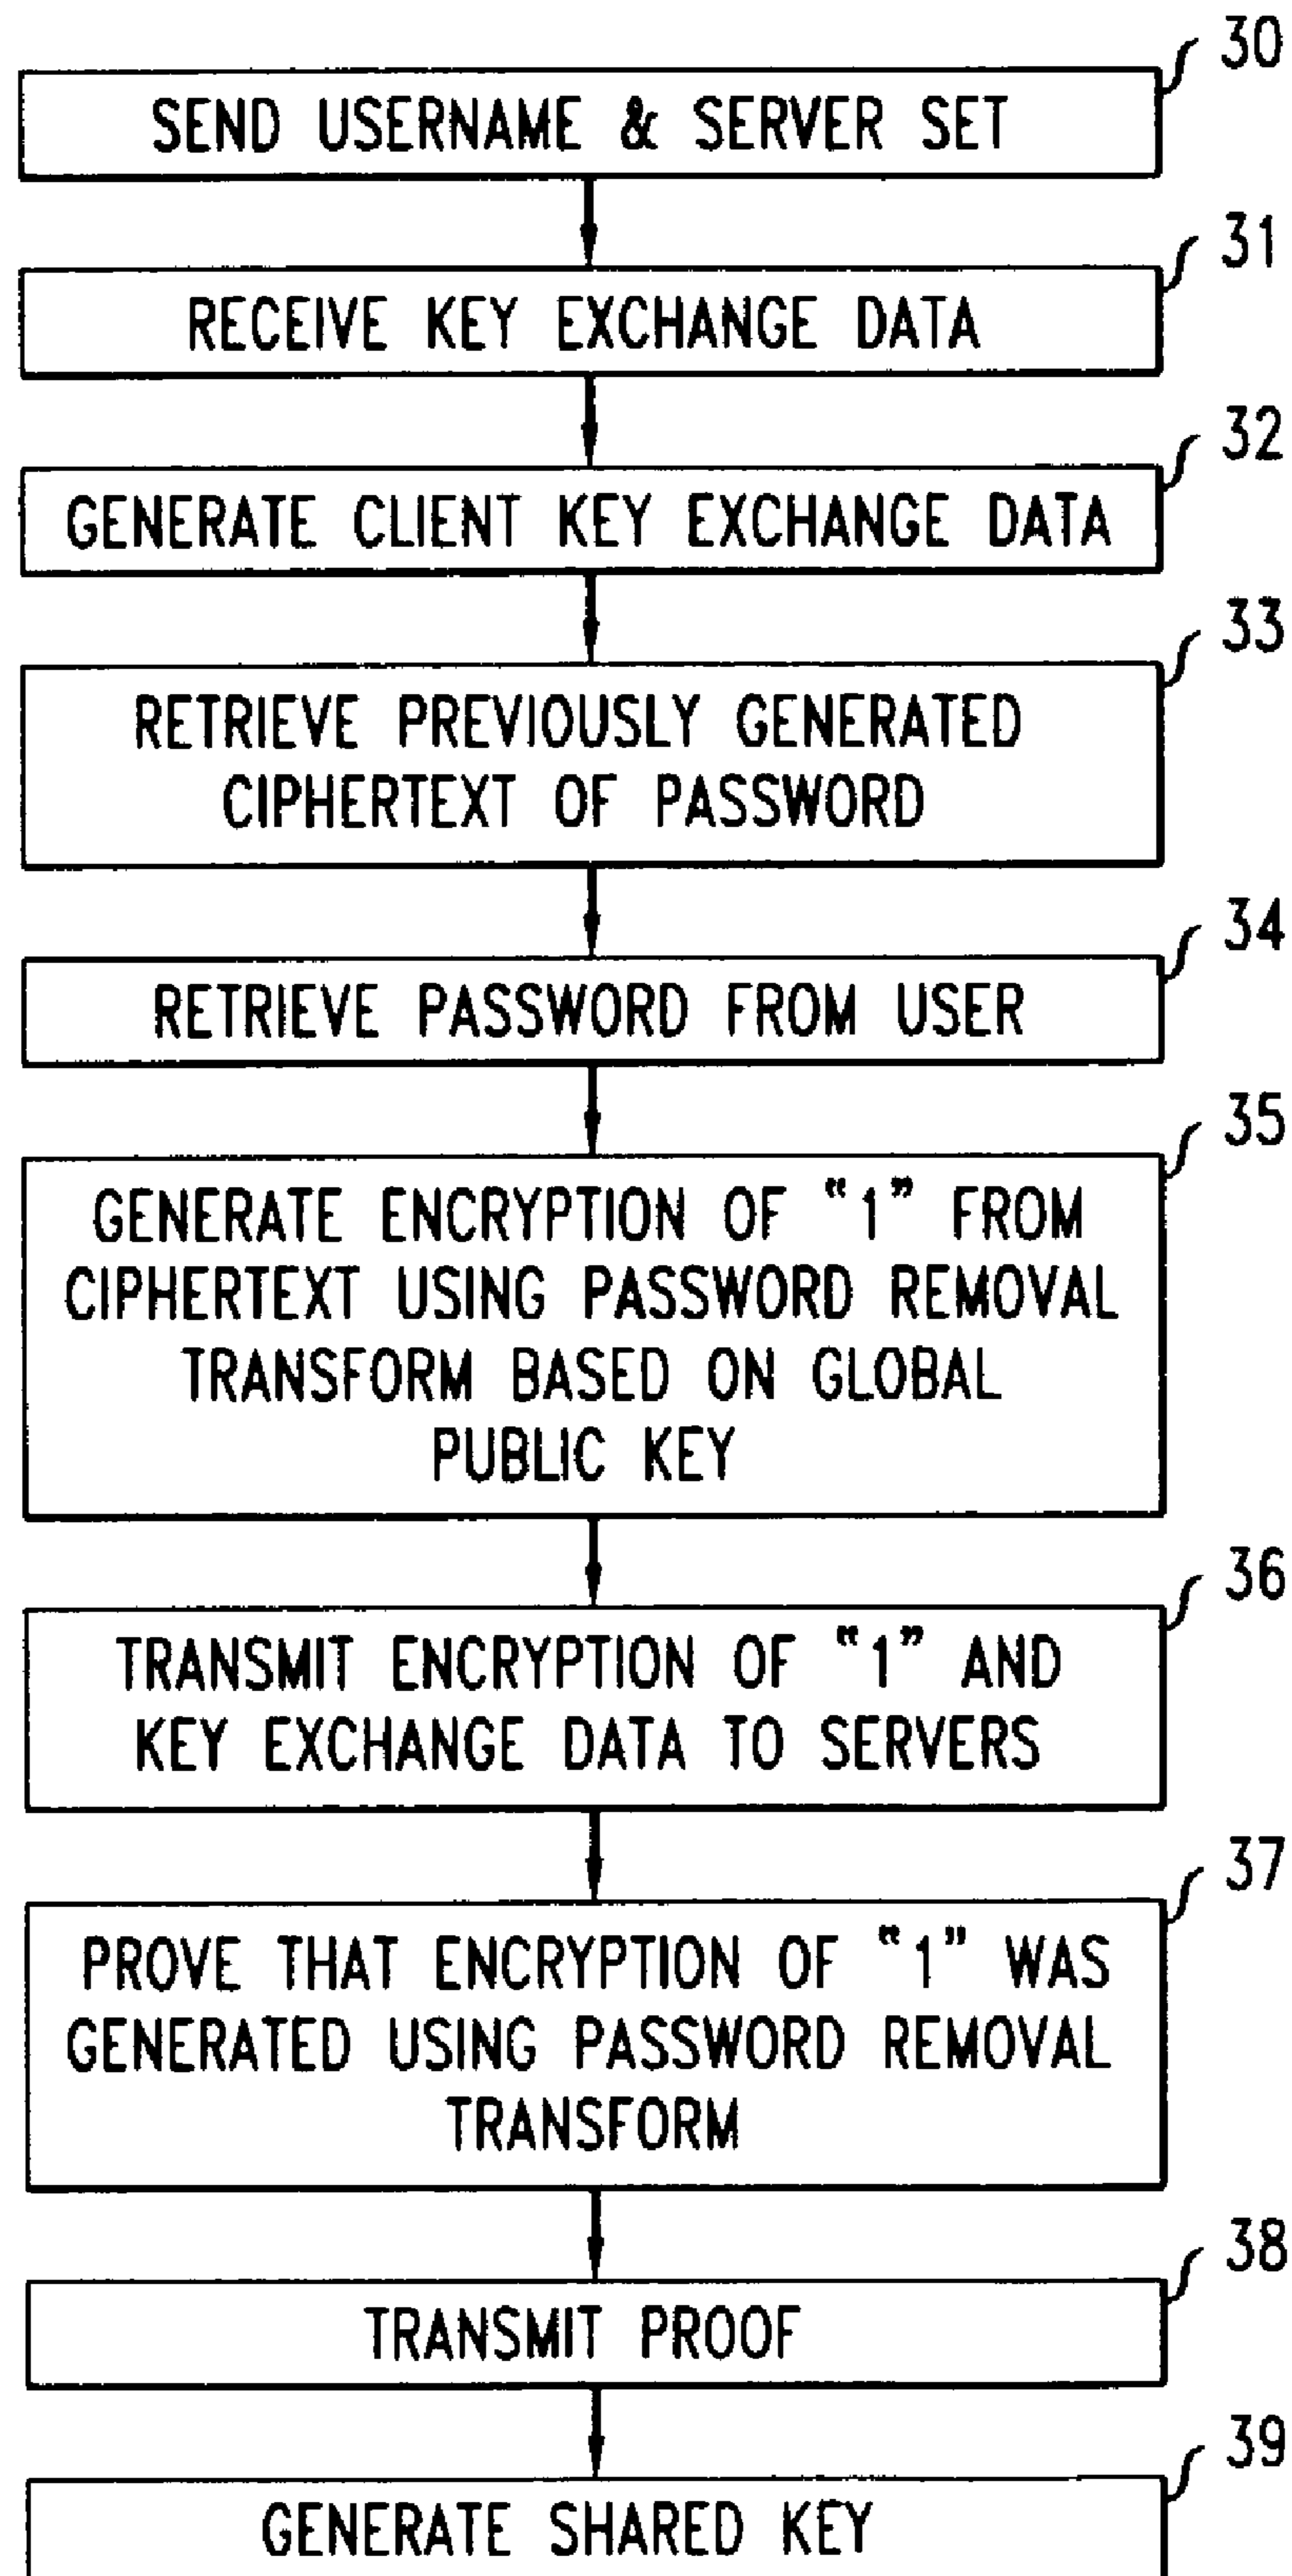 30
SEND USERNAME & SERVER SET
31
RECEIVE KEY EXCHANGE DATA
32
GENERATE CLIENT KEY EXCHANGE DATA
33
RETRIEVE PREVIOUSLY GENERATED
CIPHERTEXT OF PASSWORD
34
RETRIEVE PASSWORD FROM USER
35
GENERATE ENCRYPTION OF “1” FROM
CIPHERTEXT USING PASSWORD REMOVAL
TRANSFORM BASED ON GLOBAL
PUBLIC KEY
36
TRANSMIT ENCRYPTION OF “1” AND
KEY EXCHANGE DATA TO SERVERS
37
PROVE THAT ENCRYPTION OF “1” WAS
GENERATED USING PASSWORD REMOVAL
TRANSFORM
38
TRANSMIT PROOF
39
GENERATE SHARED KEY